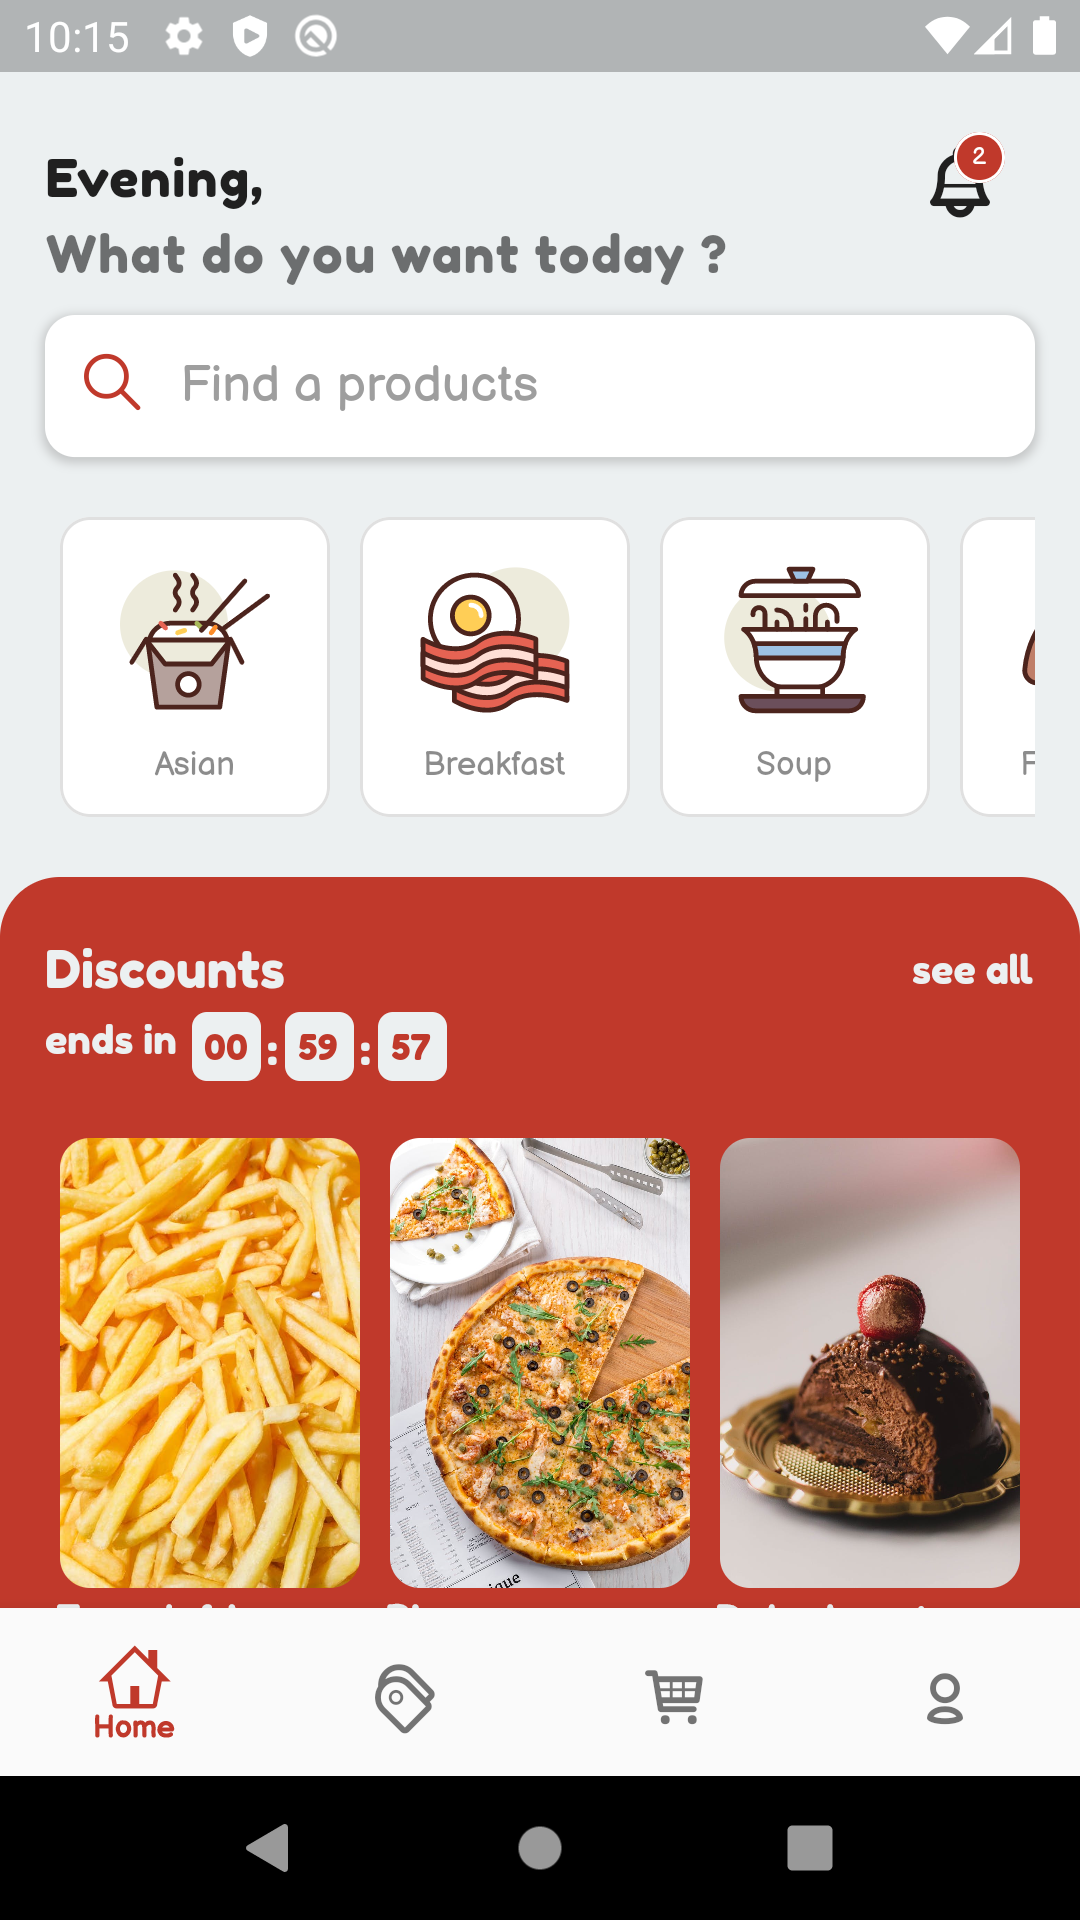 10:15
2
Evening,
What do you want today ?
Find a products
Asian
Breakfast
Soup
F
Discounts
see all
ends in 00 : 59 : 57
Home